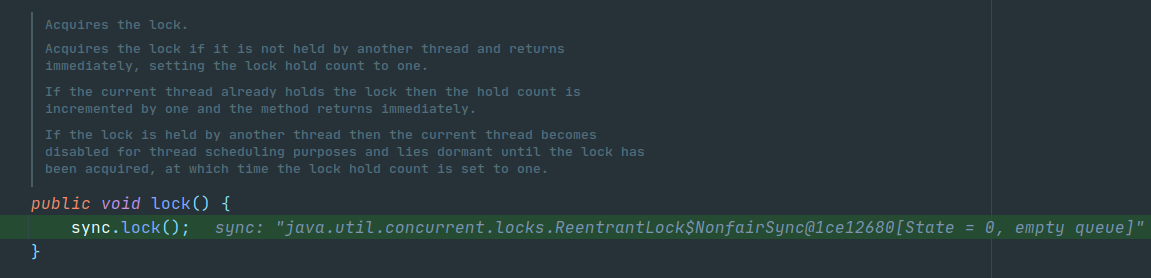 Acquires the lock.
Acquires the lock if it is not held by another thread and returns
immediately, setting the lock hold count to one.
If the current thread already holds the lock then the hold count is
incremented by one and the method returns immediately.
If the lock is held by another thread then the current thread becomes
disabled for thread scheduling purposes and lies dormant until the lock has
been acquired, at which time the lock hold count is set to one.
public void lock() {
    sync.lock();   sync: "java.util.concurrent.locks.ReentrantLock$NonfairSync@1ce12680[State = 0, empty queue]"
}